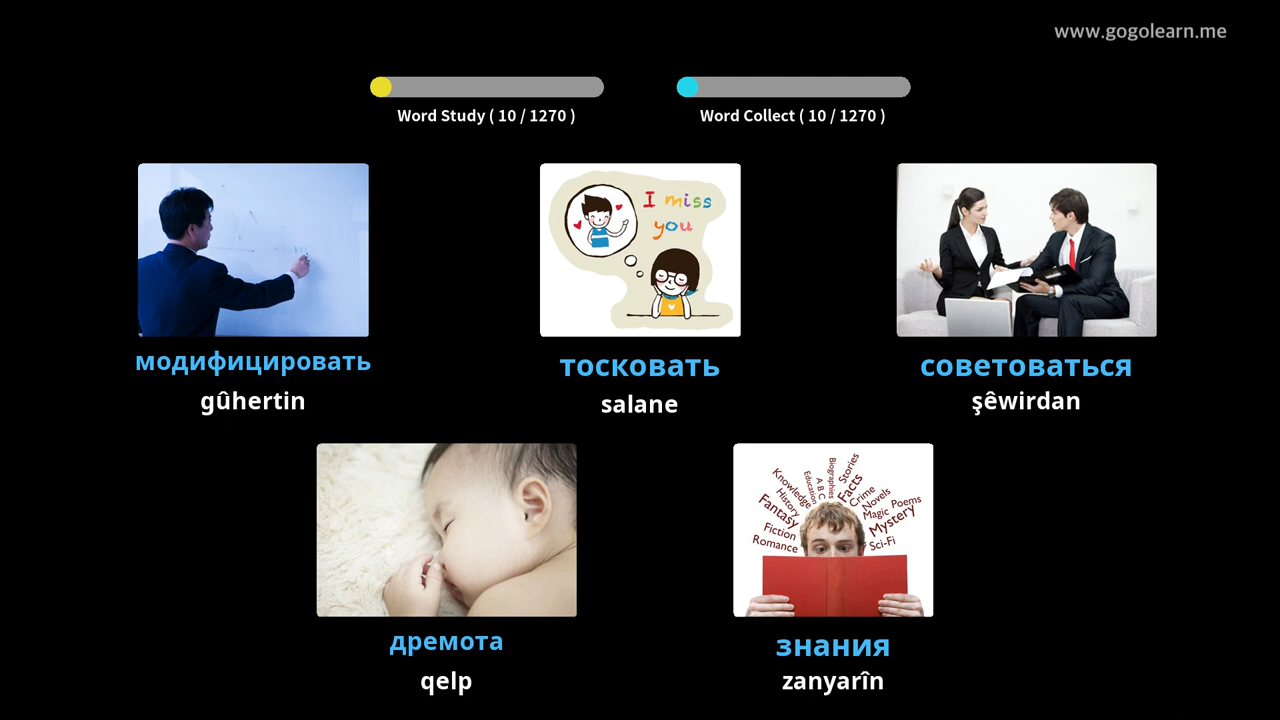 www.gogolearn.me
Word Study ( 10 / 1270 )
Word Collect ( 10 / 1270 )
I miss
you
модифицировать
gûhertin
тосковать
salane
советоваться
şêwirdan
Knowledge
History
Fantasy
Fiction
Romance
Education
A B C
Biographies
Stories
Facts
Crime
Novels
Magic
Poems
Mystery
Sci-Fi
дремота
qelp
знания
zanyarîn